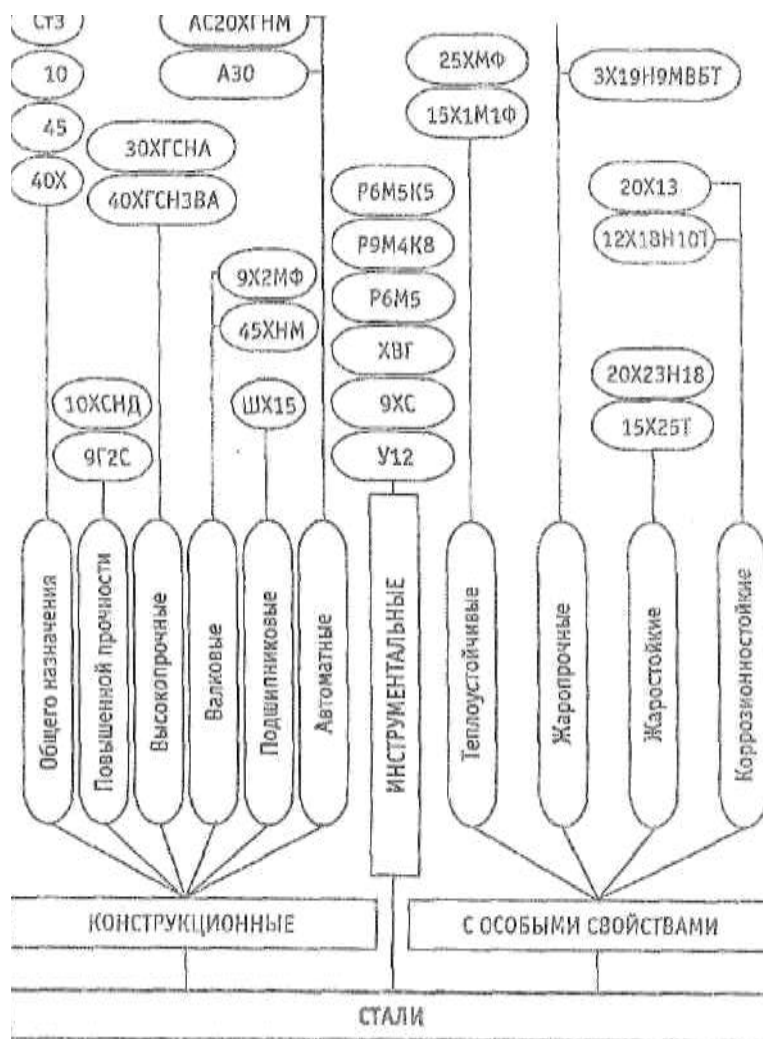 Ст3
АС20ХГНМ
10
А30
25ХМФ
3Х19Н9МВБТ
45
15Х1М1Ф
30ХГСНА
40Х
40ХГСН3ВА
Р6М5К5
20Х13
Р9М4К8
12Х18Н10Т
9Х2МФ
Р6М5
45ХНМ
ХВГ
20Х23Н18
10ХСНД
ШХ15
9ХС
15Х25Т
9Г2С
У12
Общего назначения
Повышенной прочности
Высокопрочные
Валковые
Подшипниковые
Автоматные
ИНСТРУМЕНТАЛЬНЫЕ
Теплоустойчивые
Жаропрочные
Жаростойкие
Коррозионностойкие
КОНСТРУКЦИОННЫЕ
С ОСОБЫМИ СВОЙСТВАМИ
СТАЛИ